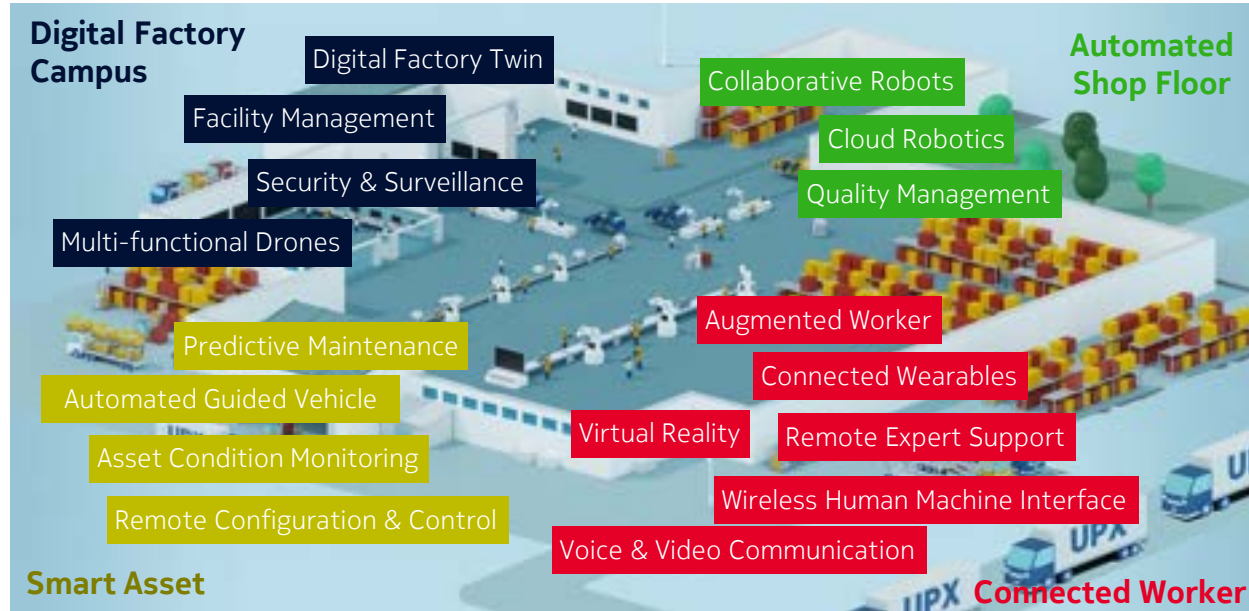 Digital Factory
Campus
Digital Factory Twin
Facility Management
Security & Surveillance
Multi-functional Drones
Automated
Shop Floor
Collaborative Robots
Cloud Robotics
Quality Management
Predictive Maintenance
Automated Guided Vehicle
Asset Condition Monitoring
Remote Configuration & Control
Smart Asset
Augmented Worker
Connected Wearables
Virtual Reality
Remote Expert Support
Wireless Human Machine Interface
Voice & Video Communication
Connected Worker
UPX
UPX
UPX